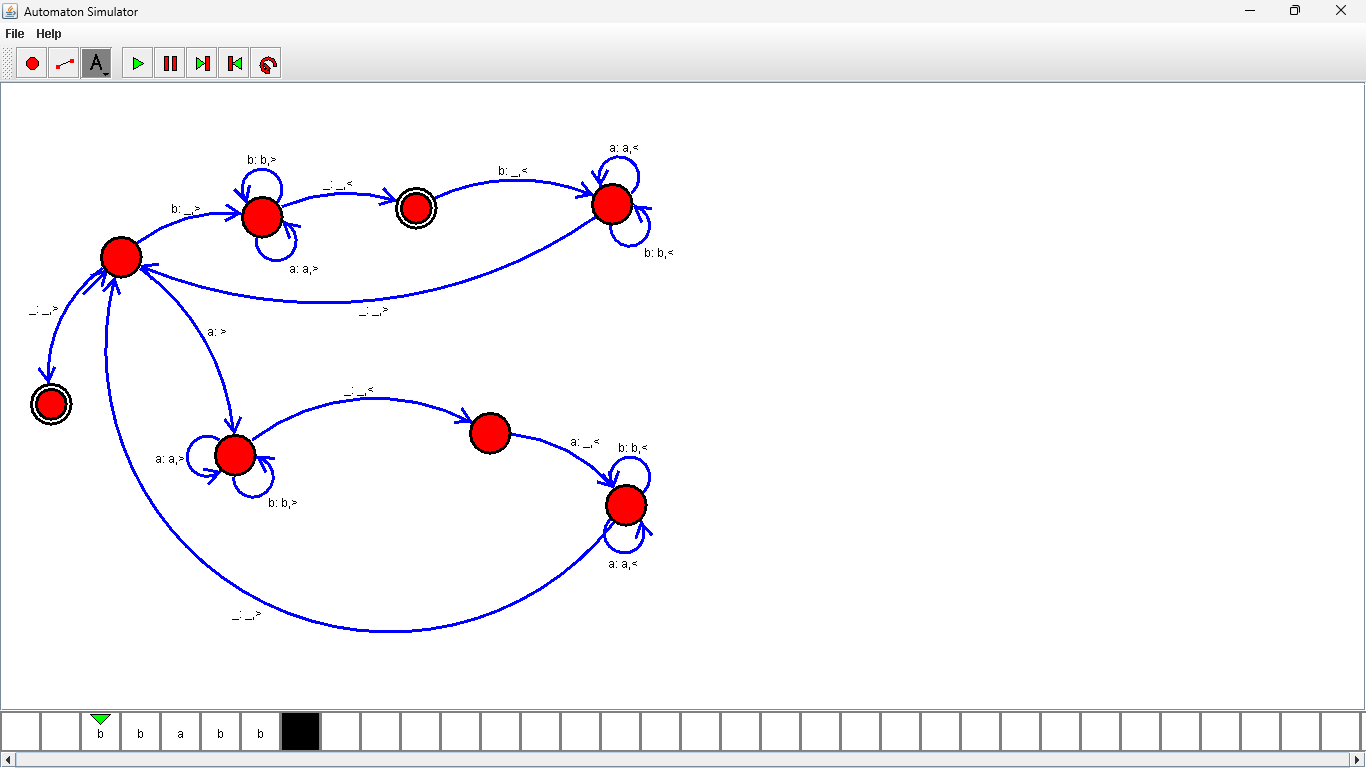 Automaton Simulator
File Help
A
a: a,<
b: b,>
b: _,<
_: _,<
b: _,>
b: b,<
a: a,>
_: _,>
_: _,>
a: >
_: _,<
a: _,<
b: b,<
a: a,>
b: b,>
a: a,<
_: _,>
b b a b b